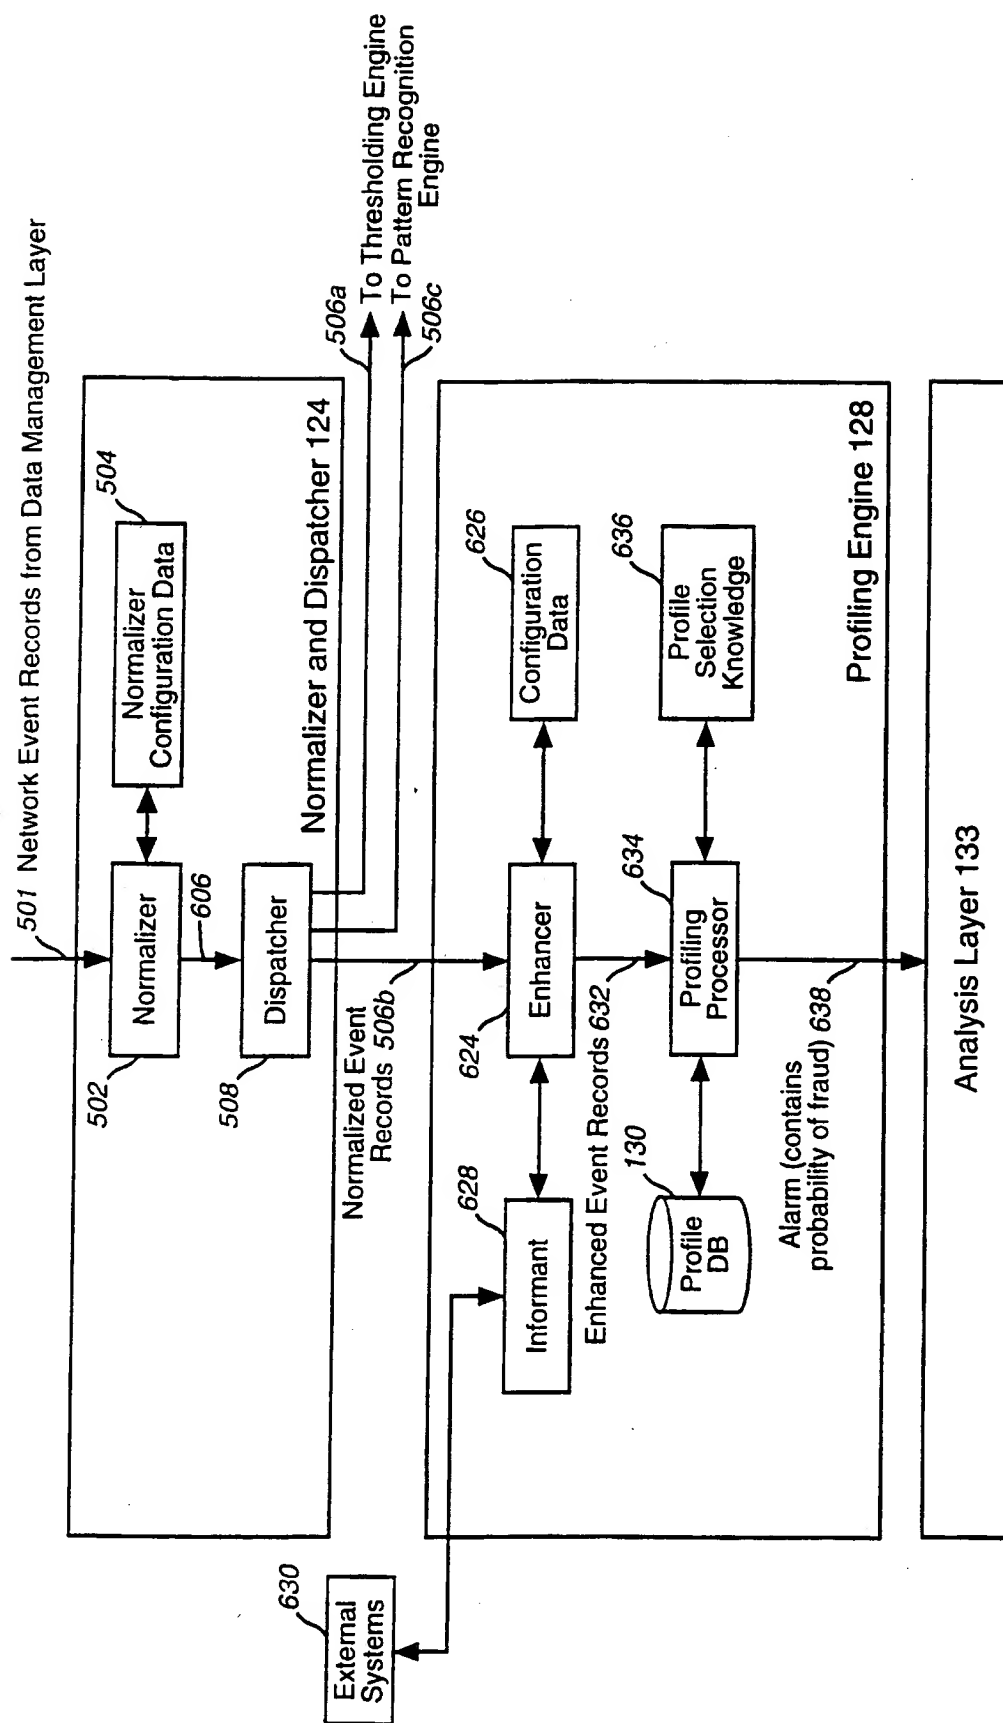 501 Network Event Records from Data Management Layer
502
Normalizer
504
Normalizer
Configuration Data
606
508
Dispatcher
Normalizer and Dispatcher 124
506a
To Thresholding Engine
To Pattern Recognition
Engine
506c
Normalized Event
Records 506b
630
External
Systems
628
Informant
624
Enhancer
626
Configuration
Data
Enhanced Event Records 632
130
Profile
DB
634
Profiling
Processor
636
Profile
Selection
Knowledge
Alarm (contains
probability of fraud) 638
Profiling Engine 128
Analysis Layer 133